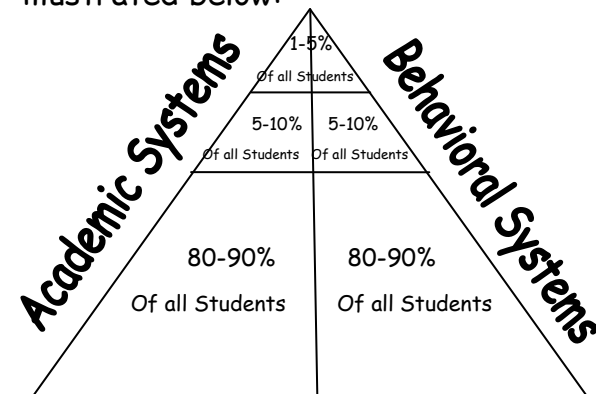 illustrated below:
Academic Systems
Behavioral Systems
1-5%
Of all Students
5-10%
5-10%
Of all Students
Of all Students
80-90%
80-90%
Of all Students
Of all Students